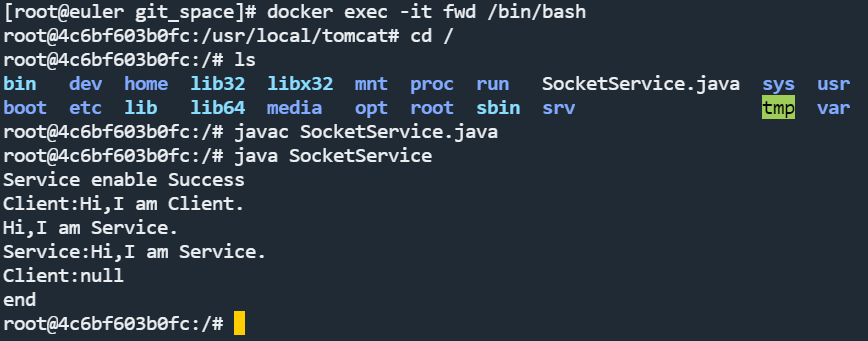 [root@euler git_space]# docker exec -it fwd /bin/bash
root@4c6bf603b0fc:/usr/local/tomcat# cd /
root@4c6bf603b0fc:/# ls
bin dev home lib32 libx32 mnt proc run SocketService.java sys usr
boot etc lib lib64 media opt root sbin srv tmp var
root@4c6bf603b0fc:/# javac SocketService.java
root@4c6bf603b0fc:/# java SocketService
Service enable Success
Client:Hi,I am Client.
Hi,I am Service.
Service:Hi,I am Service.
Client:null
end
root@4c6bf603b0fc:/#